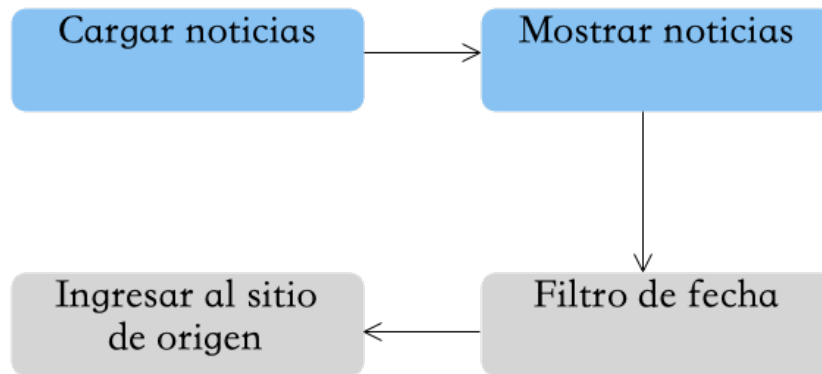 Cargar noticias
Mostrar noticias
Ingresar al sitio
de origen
Filtro de fecha